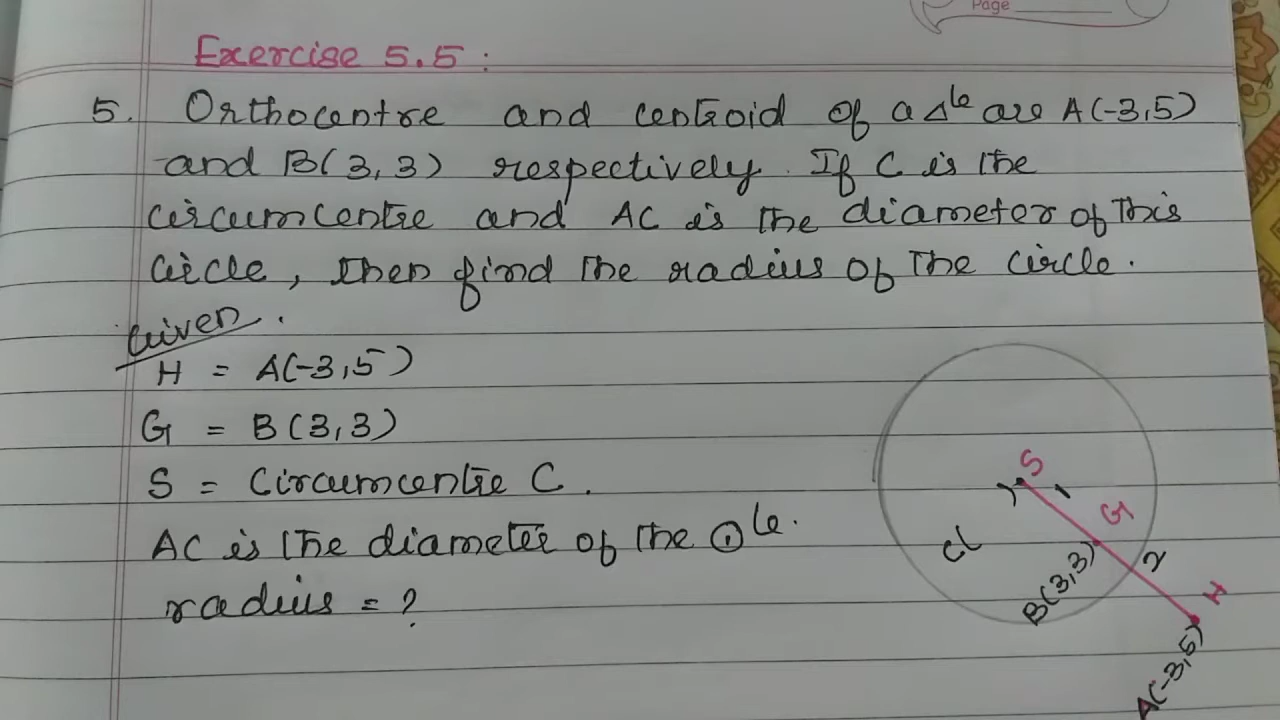 Page
Exercise 5.5 :
5. Orthocentre and centroid of a Δle are A(-3,5)
and B(3,3) respectively. If C is the
circumcentre and AC is the diameter of this
circle, then find the radius of the circle.
Given.
H = A(-3,5)
G = B(3,3)
S = Circumcentre C.
AC is the diameter of the ⊙le.
radius = ?
S
1
G
B(3,3)
2
H
A(-3,5)